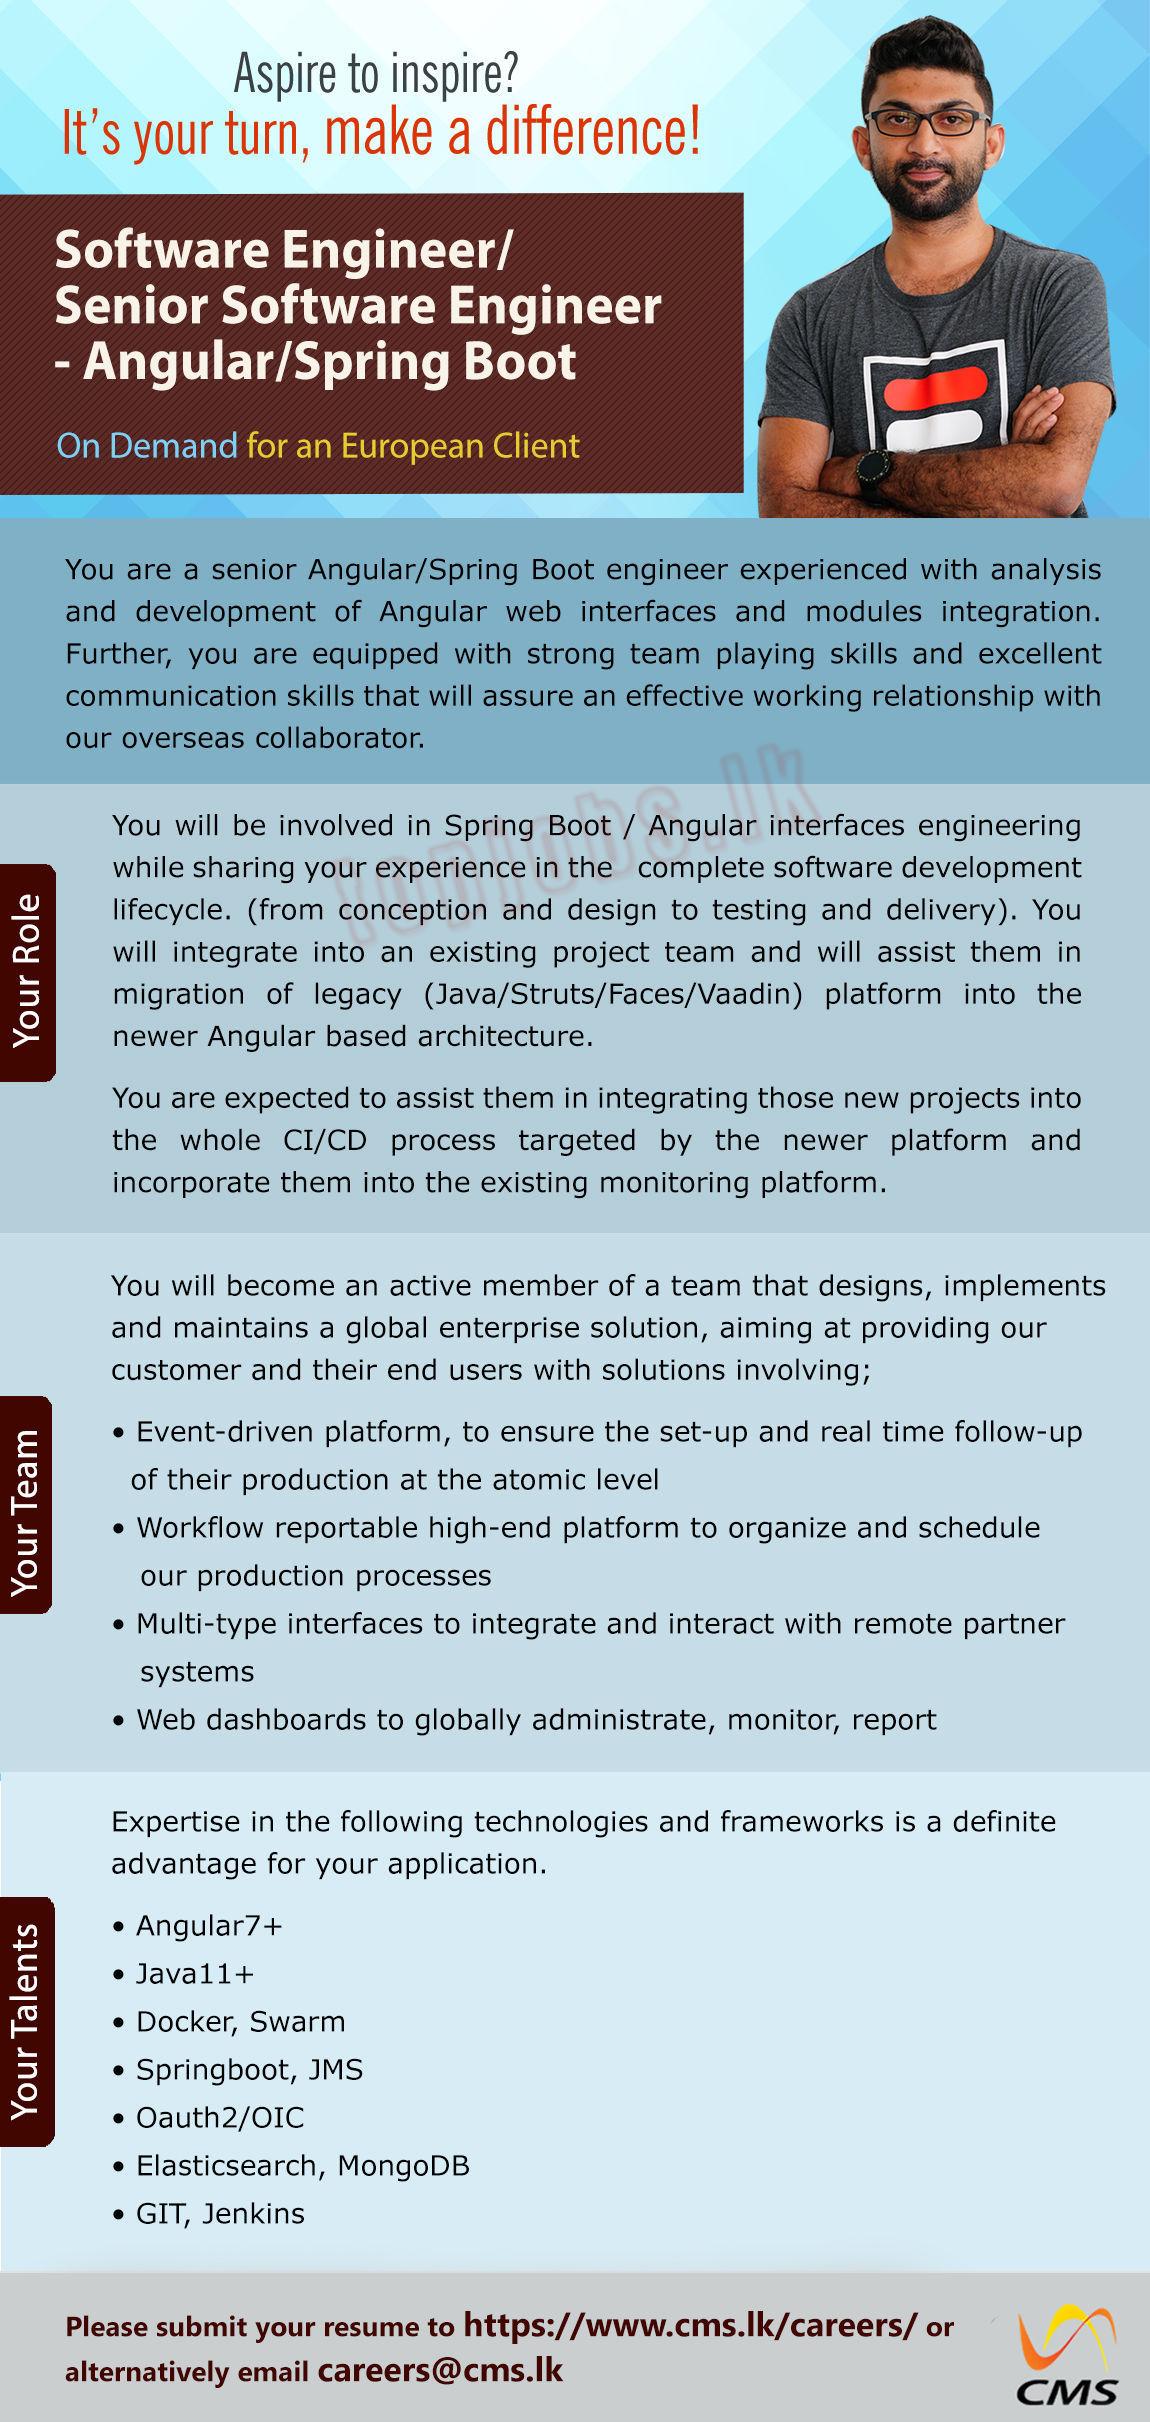 Aspire to inspire?
It's your turn, make a difference!
Software Engineer/
Senior Software Engineer
- Angular/Spring Boot
On Demand for an European Client
You are a senior Angular/Spring Boot engineer experienced with analysis
and development of Angular web interfaces and modules integration.
Further, you are equipped with strong team playing skills and excellent
communication skills that will assure an effective working relationship with
our overseas collaborator.
topjobs.lk
Your Role
You will be involved in Spring Boot / Angular interfaces engineering
while sharing your experience in the complete software development
lifecycle. (from conception and design to testing and delivery). You
will integrate into an existing project team and will assist them in
migration of legacy (Java/Struts/Faces/Vaadin) platform into the
newer Angular based architecture.
You are expected to assist them in integrating those new projects into
the whole CI/CD process targeted by the newer platform and
incorporate them into the existing monitoring platform.
Your Team
You will become an active member of a team that designs, implements
and maintains a global enterprise solution, aiming at providing our
customer and their end users with solutions involving;
• Event-driven platform, to ensure the set-up and real time follow-up
of their production at the atomic level
• Workflow reportable high-end platform to organize and schedule
our production processes
• Multi-type interfaces to integrate and interact with remote partner
systems
• Web dashboards to globally administrate, monitor, report
Your Talents
Expertise in the following technologies and frameworks is a definite
advantage for your application.
• Angular7+
• Java11+
• Docker, Swarm
• Springboot, JMS
• Oauth2/OIC
• Elasticsearch, MongoDB
• GIT, Jenkins
Please submit your resume to https://www.cms.lk/careers/ or
alternatively email careers@cms.lk
CMS